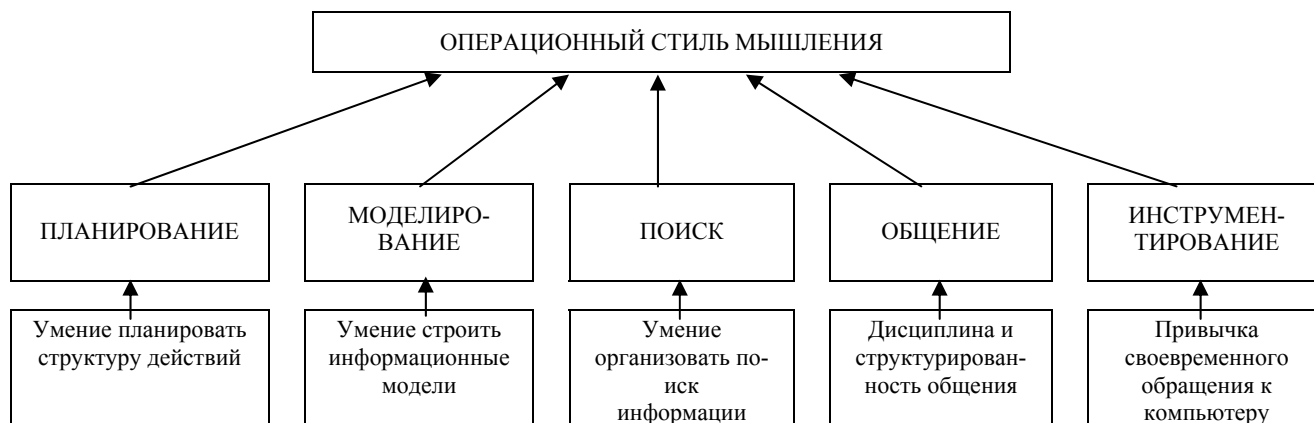 ОПЕРАЦИОННЫЙ СТИЛЬ МЫШЛЕНИЯ
ПЛАНИРОВАНИЕ
МОДЕЛИРО-
ВАНИЕ
ПОИСК
ОБЩЕНИЕ
ИНСТРУМЕН-
ТИРОВАНИЕ
Умение планировать
структуру действий
Умение строить
информационные
модели
Умение
организовать по-
иск
информации
Дисциплина и
структурирован-
ность общения
Привычка
своевременного
обращения к
компьютеру